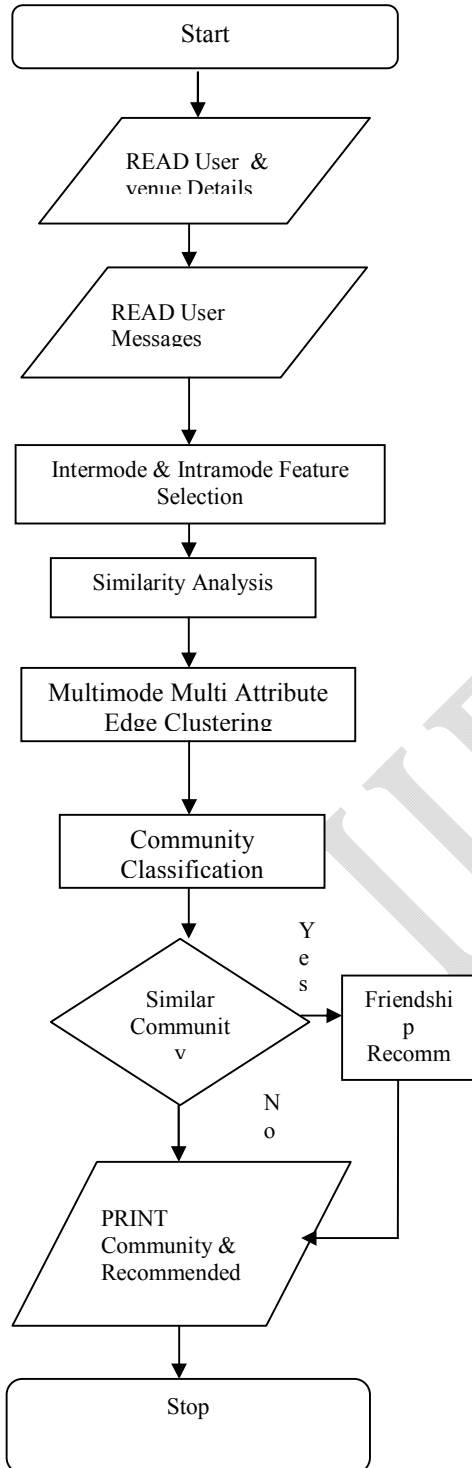 Start
READ User &
venue Details
READ User
Messages
Intermode & Intramode Feature
Selection
Similarity Analysis
Multimode Multi Attribute
Edge Clustering
Community
Classification
Y
e
s
Similar
Communit
y
Friendshi
p
Recomm
N
o
PRINT
Community &
Recommended
Stop